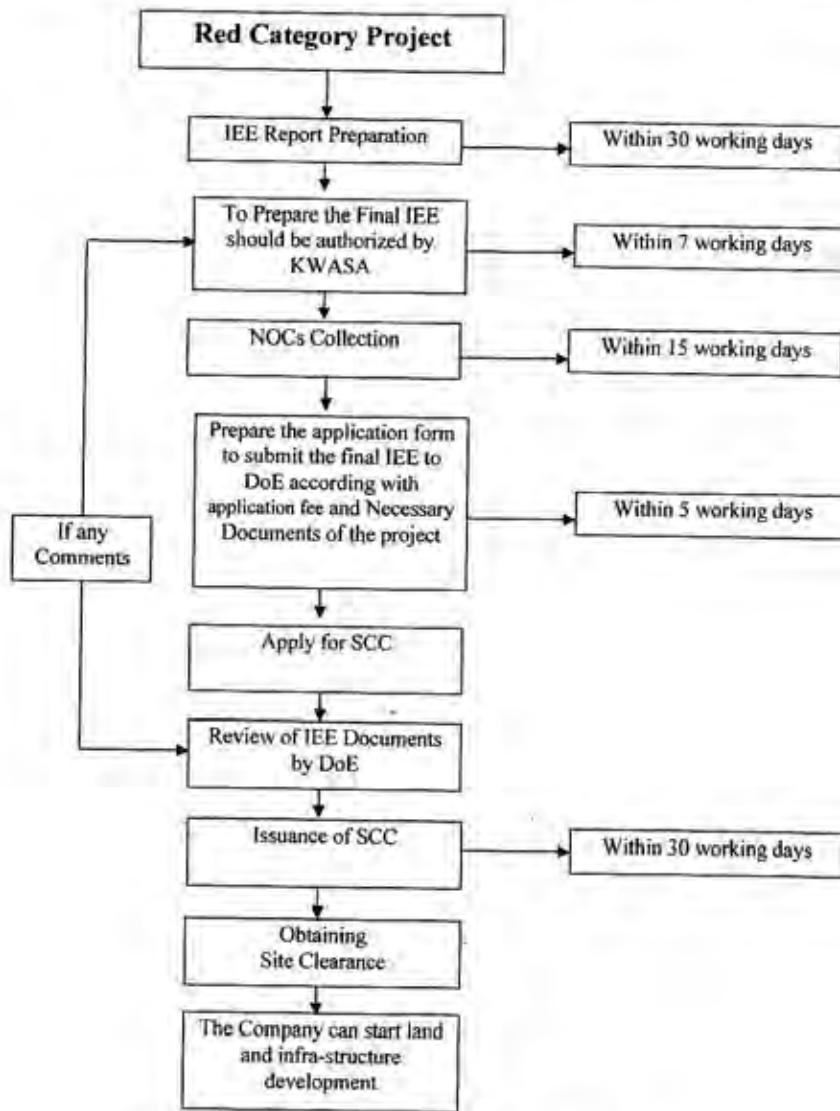 Red Category Project
IEE Report Preparation
Within 30 working days
To Prepare the Final IEE
should be authorized by
KWASA
Within 7 working days
NOCs Collection
Within 15 working days
Prepare the application form
to submit the final IEE to
DoE according with
application fee and Necessary
Documents of the project
Within 5 working days
If any
Comments
Apply for SCC
Review of IEE Documents
by DoE
Issuance of SCC
Within 30 working days
Obtaining
Site Clearance
The Company can start land
and infra-structure
development